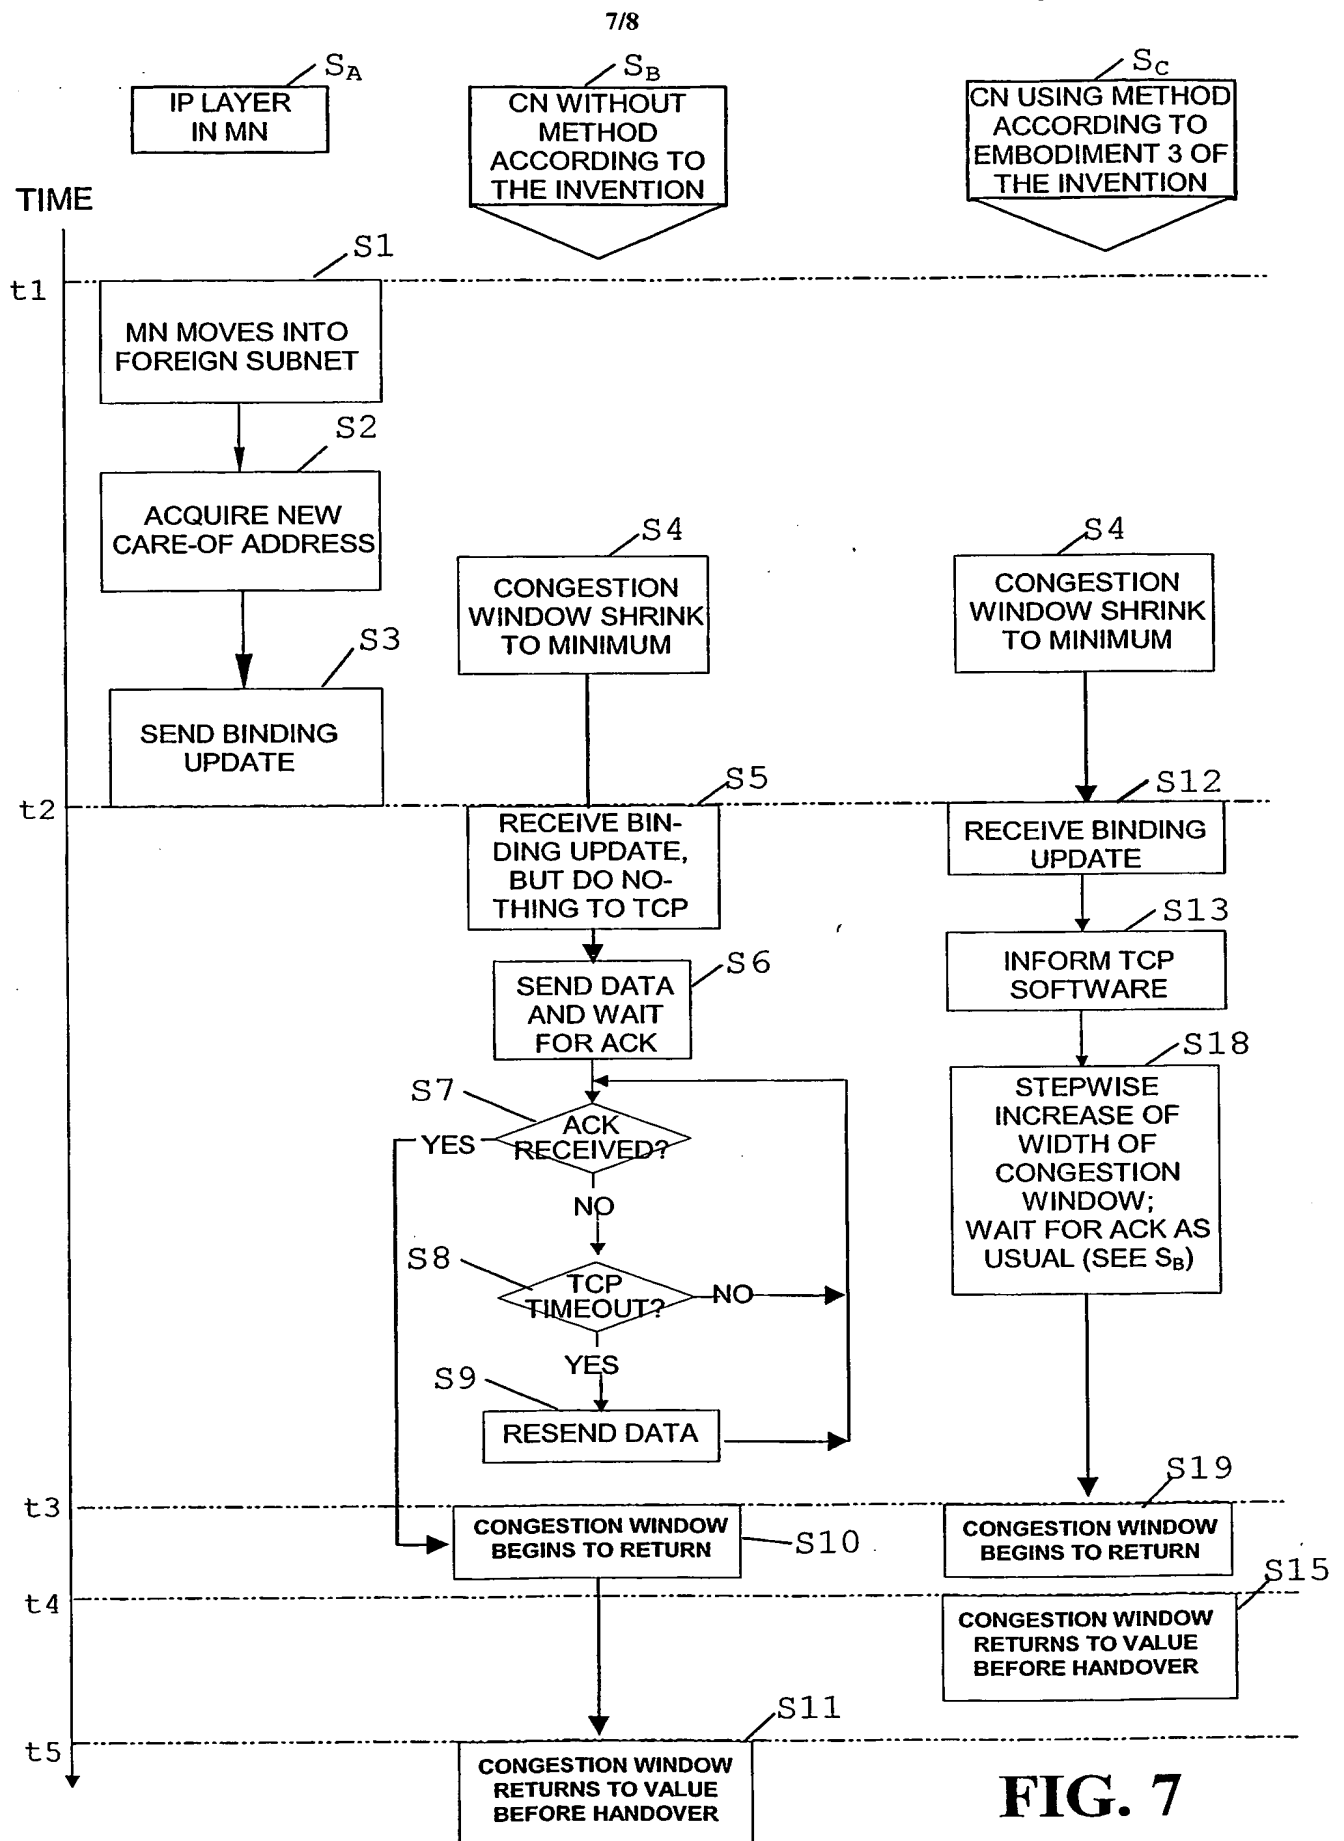 7/8
SA
IP LAYER
IN MN
SB
CN WITHOUT
METHOD
ACCORDING TO
THE INVENTION
SC
CN USING METHOD
ACCORDING TO
EMBODIMENT 3 OF
THE INVENTION
TIME
t1
S1
MN MOVES INTO
FOREIGN SUBNET
S2
ACQUIRE NEW
CARE-OF ADDRESS
S3
SEND BINDING
UPDATE
S4
CONGESTION
WINDOW SHRINK
TO MINIMUM
S4
CONGESTION
WINDOW SHRINK
TO MINIMUM
t2
S5
RECEIVE BIN-
DING UPDATE,
BUT DO NO-
THING TO TCP
S12
RECEIVE BINDING
UPDATE
S13
INFORM TCP
SOFTWARE
S6
SEND DATA
AND WAIT
FOR ACK
S18
STEPWISE
INCREASE OF
WIDTH OF
CONGESTION
WINDOW;
WAIT FOR ACK AS
USUAL (SEE SB)
S7
ACK
RECEIVED?
YES
NO
S8
TCP
TIMEOUT?
NO
YES
S9
RESEND DATA
t3
CONGESTION WINDOW
BEGINS TO RETURN
S10
S19
CONGESTION WINDOW
BEGINS TO RETURN
t4
S15
CONGESTION WINDOW
RETURNS TO VALUE
BEFORE HANDOVER
t5
S11
CONGESTION WINDOW
RETURNS TO VALUE
BEFORE HANDOVER
FIG. 7